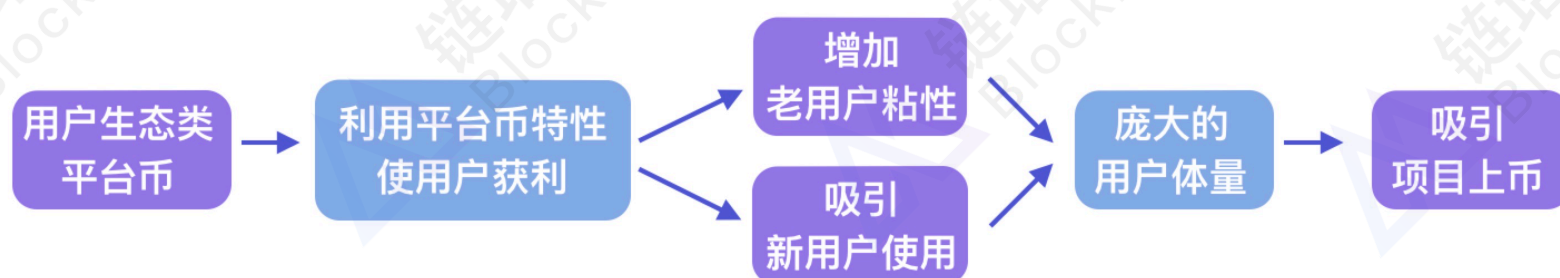 用户生态类
平台币
利用平台币特性
使用户获利
增加
老用户粘性
吸引
新用户使用
庞大的
用户体量
吸引
项目上币